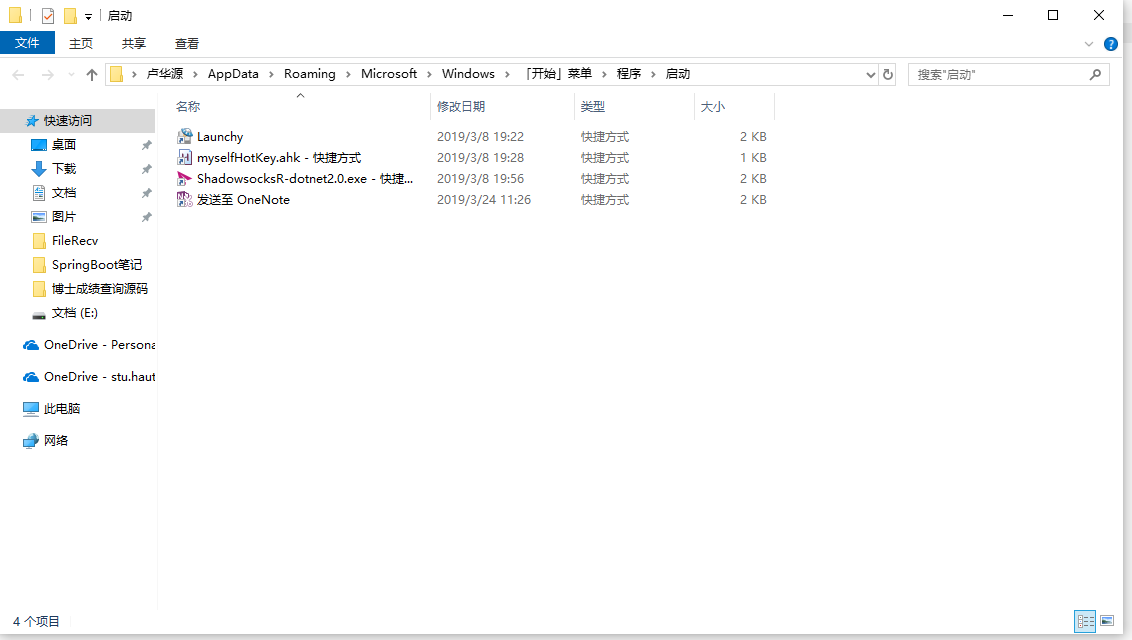 启动
文件 主页 共享 查看
卢华源 AppData Roaming Microsoft Windows 「开始」菜单 程序 启动 搜索"启动"
名称 修改日期 类型 大小
快速访问
桌面
下载
文档
图片
FileRecv
SpringBoot笔记
博士成绩查询源码
文档 (E:)
OneDrive - Persona
OneDrive - stu.haut
此电脑
网络
Launchy 2019/3/8 19:22 快捷方式 2 KB
myselfHotKey.ahk - 快捷方式 2019/3/8 19:28 快捷方式 1 KB
ShadowsocksR-dotnet2.0.exe - 快捷... 2019/3/8 19:56 快捷方式 2 KB
发送至 OneNote 2019/3/24 11:26 快捷方式 2 KB
4 个项目